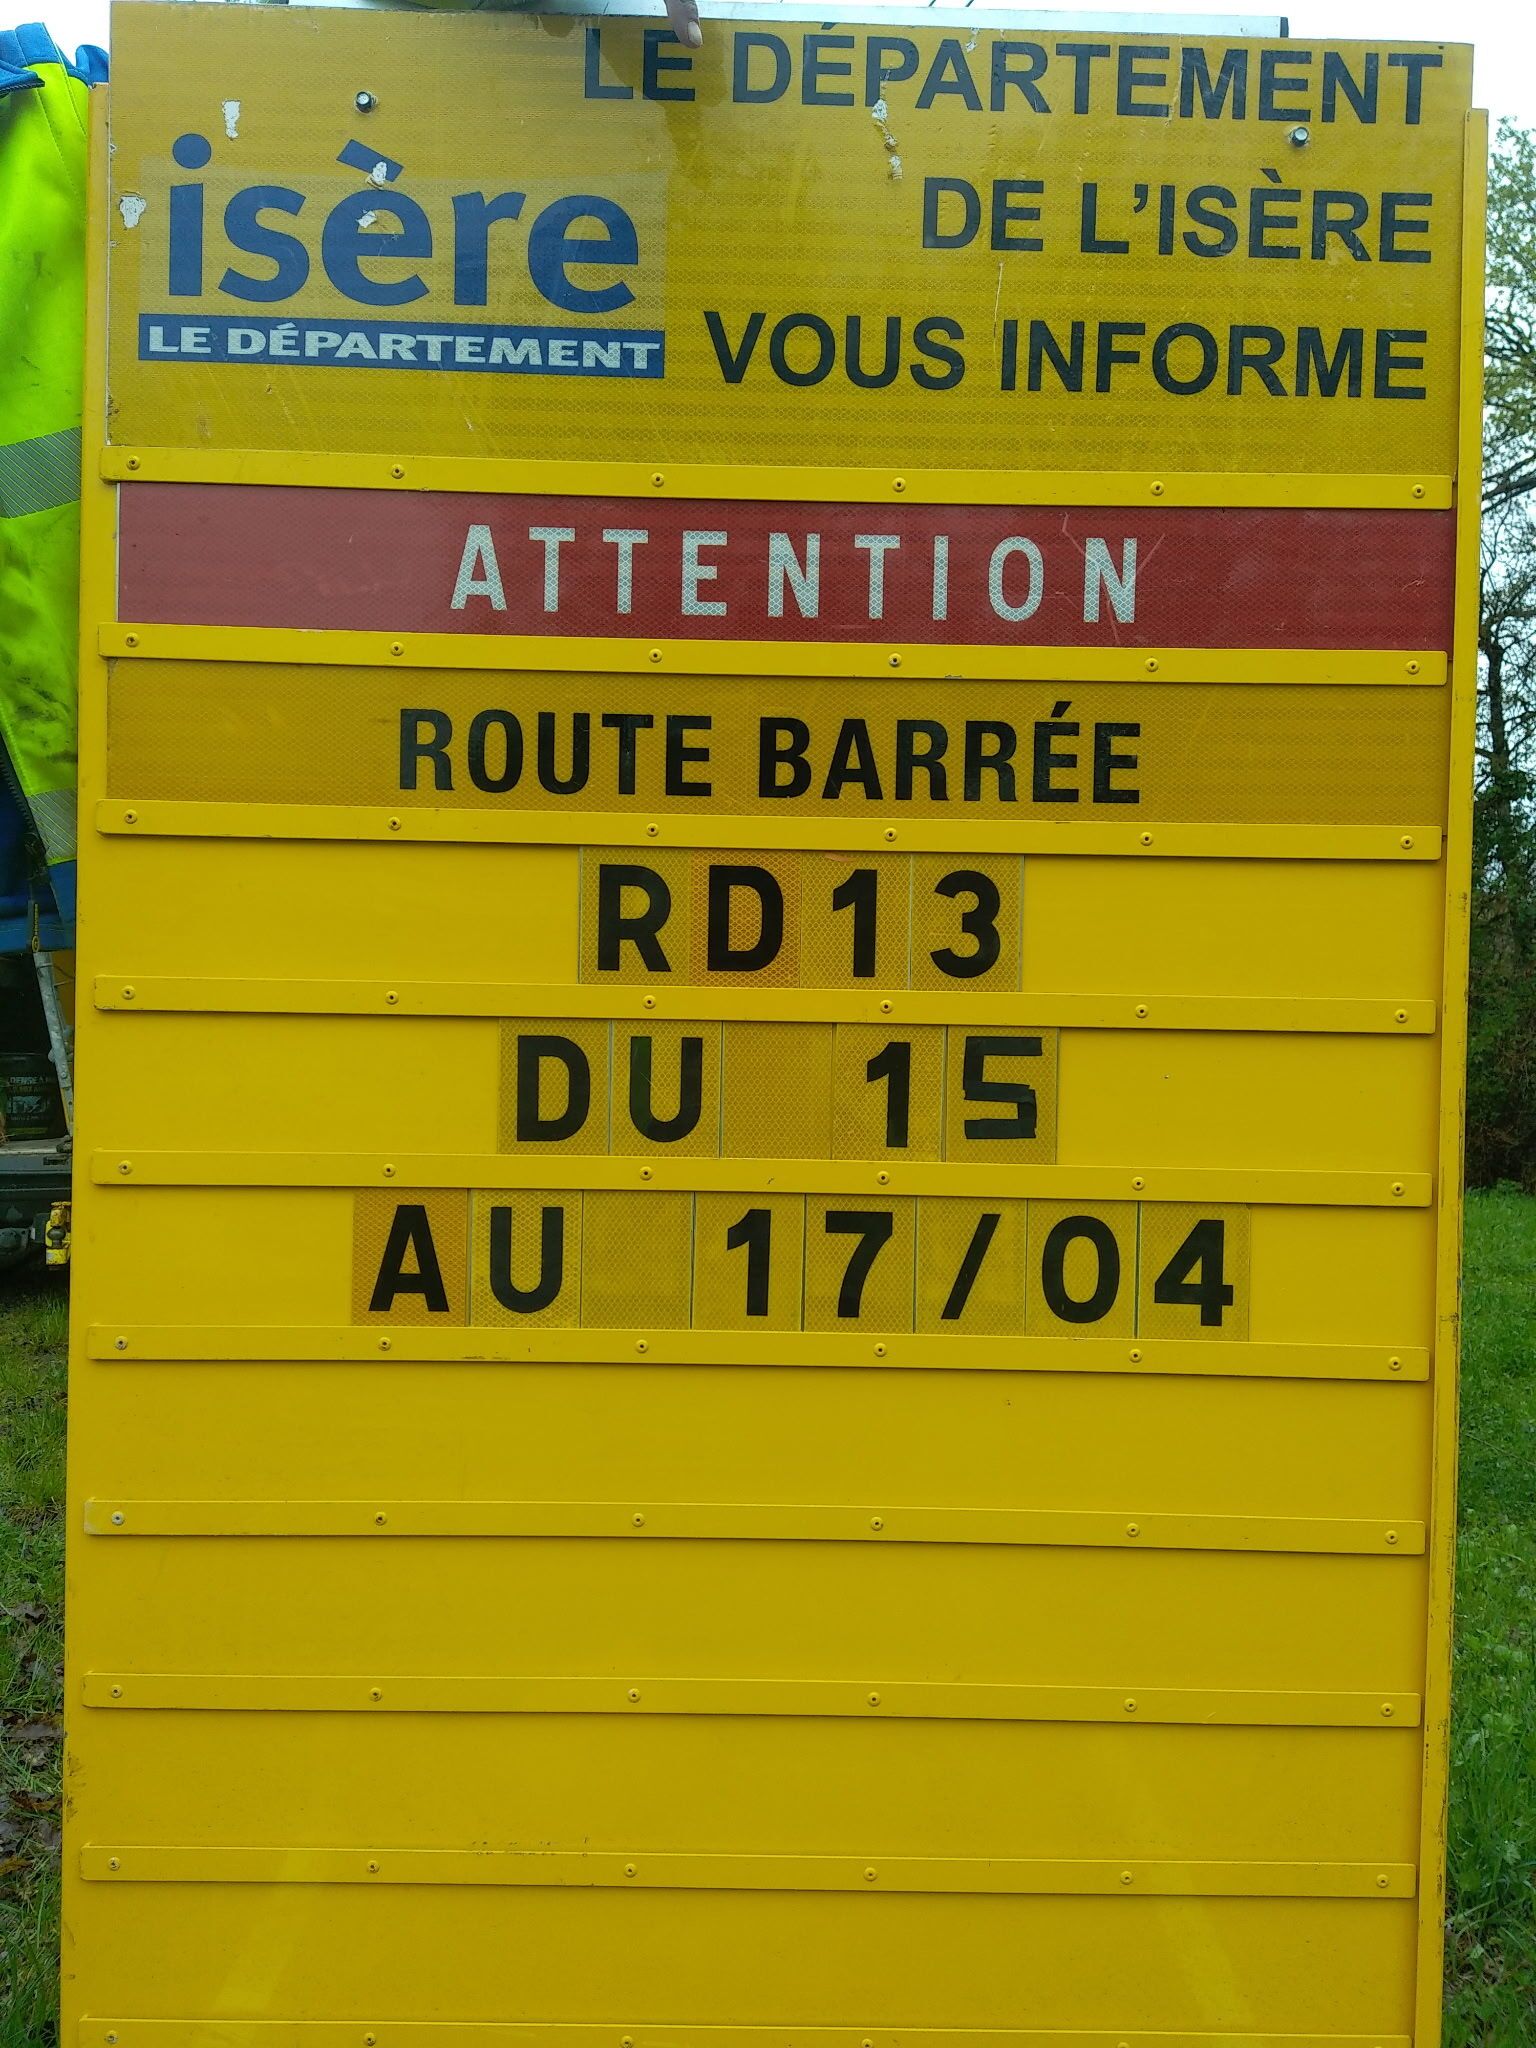 LE DÉPARTEMENT
DE L'ISÈRE
VOUS INFORME
isère
LE DÉPARTEMENT
ATTENTION
ROUTE BARRÉE
RD13
DU 15
AU 17/04